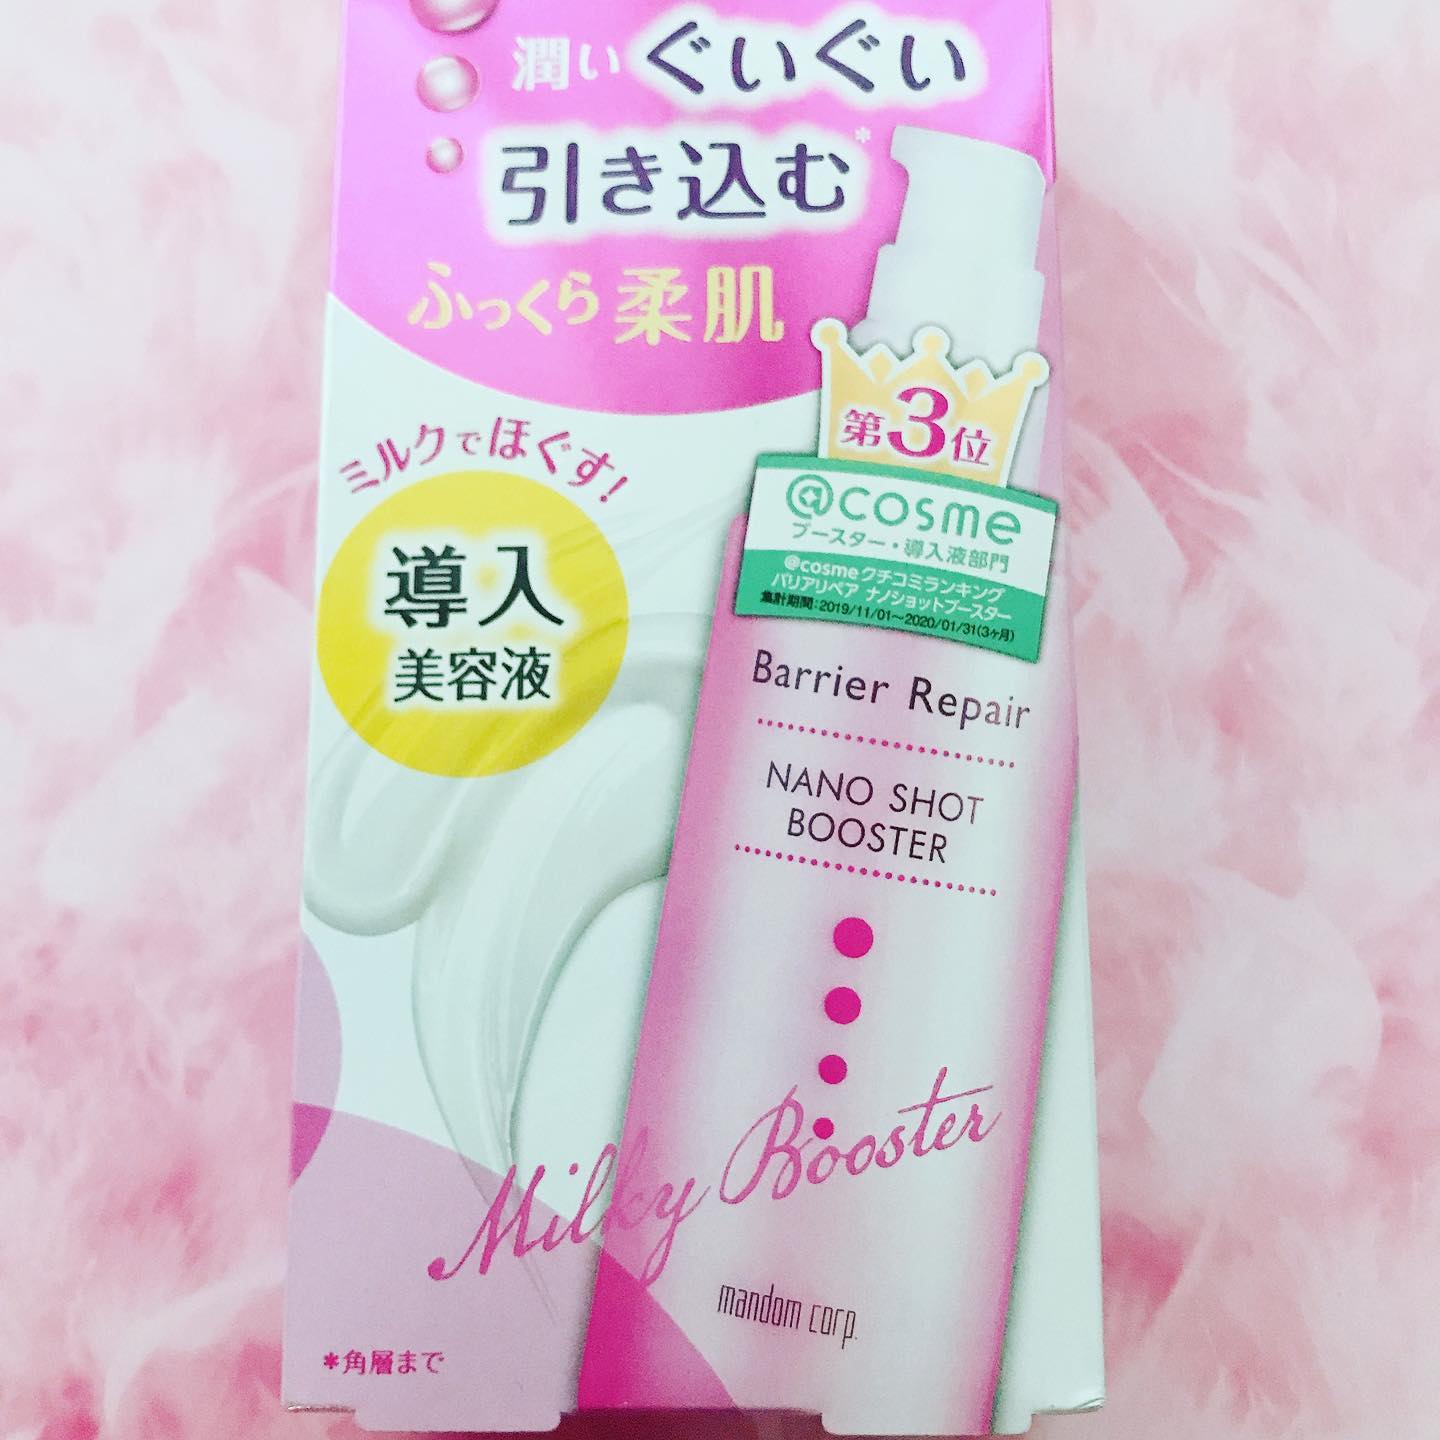 潤いぐいぐい
引き込む*
ふっくら柔肌
ミルクでほぐす!
導入
美容液
第3位
@cosme
ブースター・導入液部門
@cosmeクチコミランキング
バリアリペア ナノショットブースター
集計期間:2019/11/01〜2020/01/31(3ヶ月)
Barrier Repair
NANO SHOT
BOOSTER
Milky Booster
mandom corp.
*角層まで